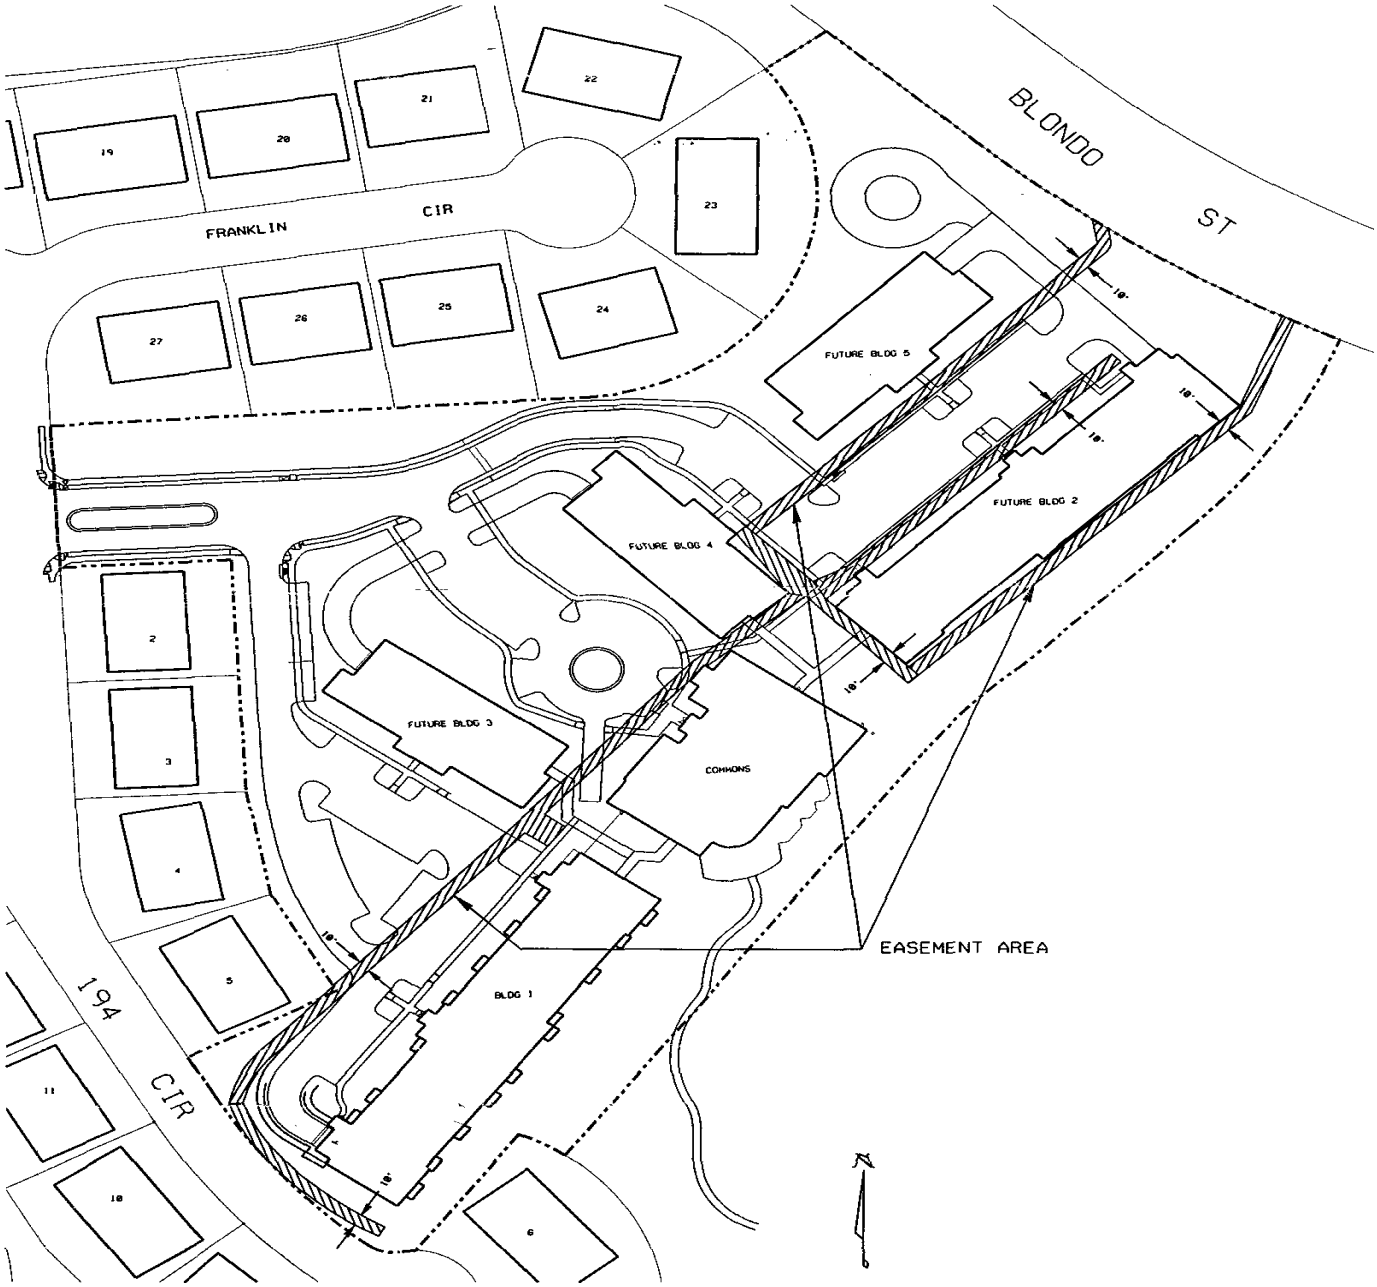 BLONDO
ST
22
21
20
19
23
FRANKLIN
CIR
27
26
25
24
10'
FUTURE BLDG 5
10'
10'
FUTURE BLDG 2
FUTURE BLDG 4
2
3
FUTURE BLDG 3
10'
COMMONS
4
5
10'
EASEMENT AREA
BLDG 1
194
CIR
11
10
10'
6
N